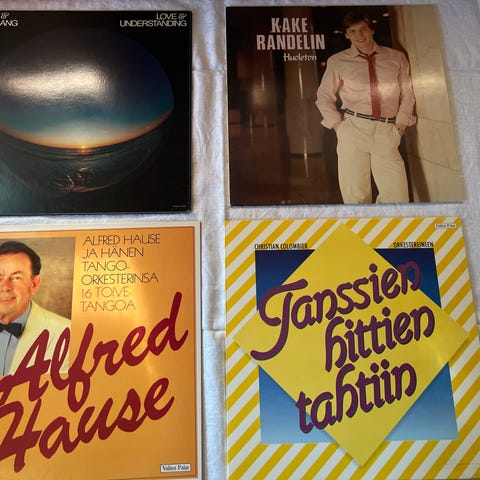 & 
ANG
LOVE &
UNDERSTANDING
KAKE
RANDELIN
Huoleton
ALFRED HAUSE
JA HÄNEN
TANGO-
ORKESTERINSA
16 TOIVE-
TANGOA
Alfred
Hause
Valitut Palat
Valitut Palat
CHRISTIAN COLOMBIER ORKESTEREINEEN
Tanssien
hittien
tahtiin